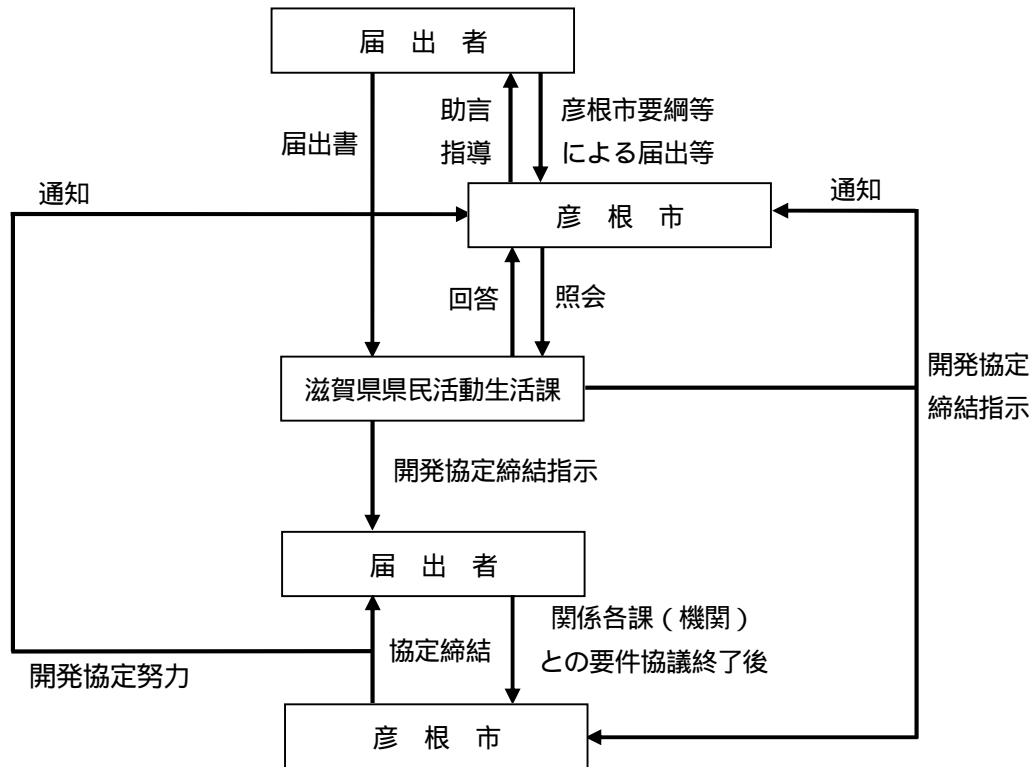 届 出 者
届出書
助言
指導
彦根市要綱等
による届出等
通知
通知
彦 根 市
回答
照会
滋賀県県民活動生活課
開発協定
締結指示
開発協定締結指示
届 出 者
協定締結
関係各課(機関)
との要件協議終了後
開発協定努力
彦 根 市